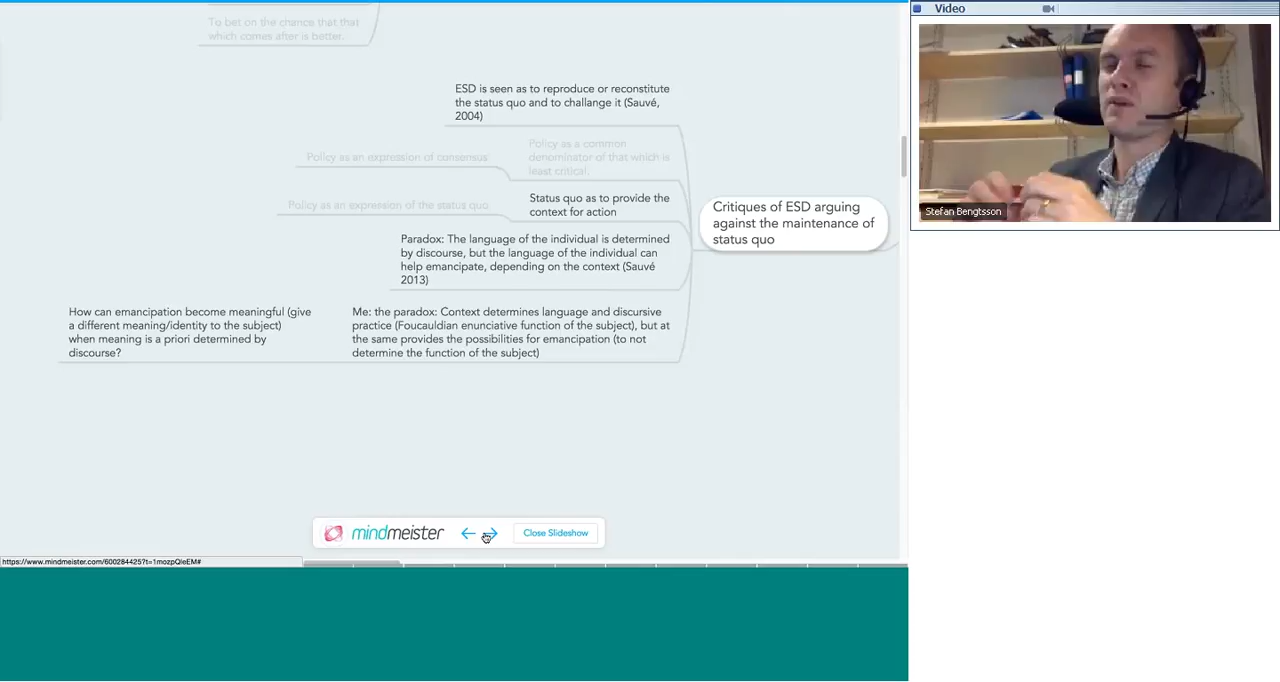 To bet on the chance that that
which comes after is better.
ESD is seen as to reproduce or reconstitute
the status quo and to challange it (Sauvé,
2004)
Policy as an expression of consensus
Policy as a common
denominator of that which is
least critical.
Policy as an expression of the status quo
Status quo as to provide the
context for action
Critiques of ESD arguing
against the maintenance of
status quo
Paradox: The language of the individual is determined
by discourse, but the language of the individual can
help emancipate, depending on the context (Sauvé
2013)
How can emancipation become meaningful (give
a different meaning/identity to the subject)
when meaning is a priori determined by
discourse?
Me: the paradox: Context determines language and discursive
practice (Foucauldian enunciative function of the subject), but at
the same provides the possibilities for emancipation (to not
determine the function of the subject)
mindmeister
Close Slideshow
https://www.mindmeister.com/600284425?t=1mozpQleEM#
Video
Stefan Bengtsson